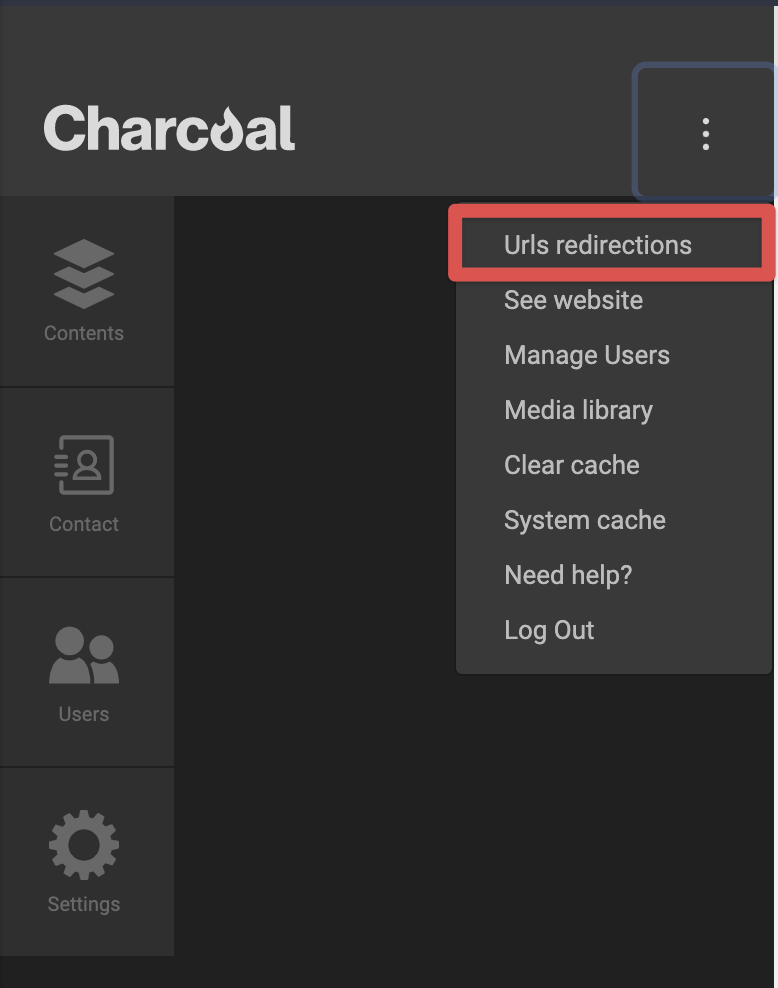 Charcoal
Urls redirections
See website
Manage Users
Media library
Clear cache
System cache
Need help?
Log Out
Contents
Contact
Users
Settings